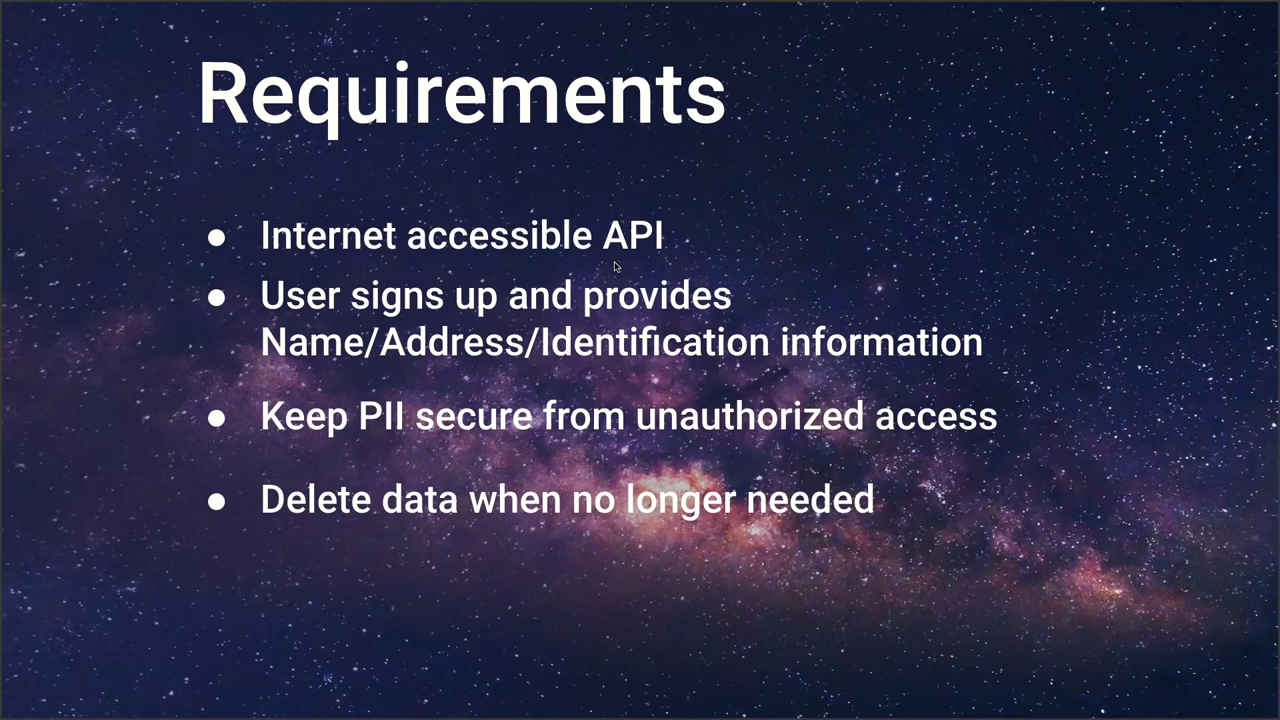 Requirements
● Internet accessible API
● User signs up and provides
Name/Address/Identification information
● Keep PII secure from unauthorized access
● Delete data when no longer needed